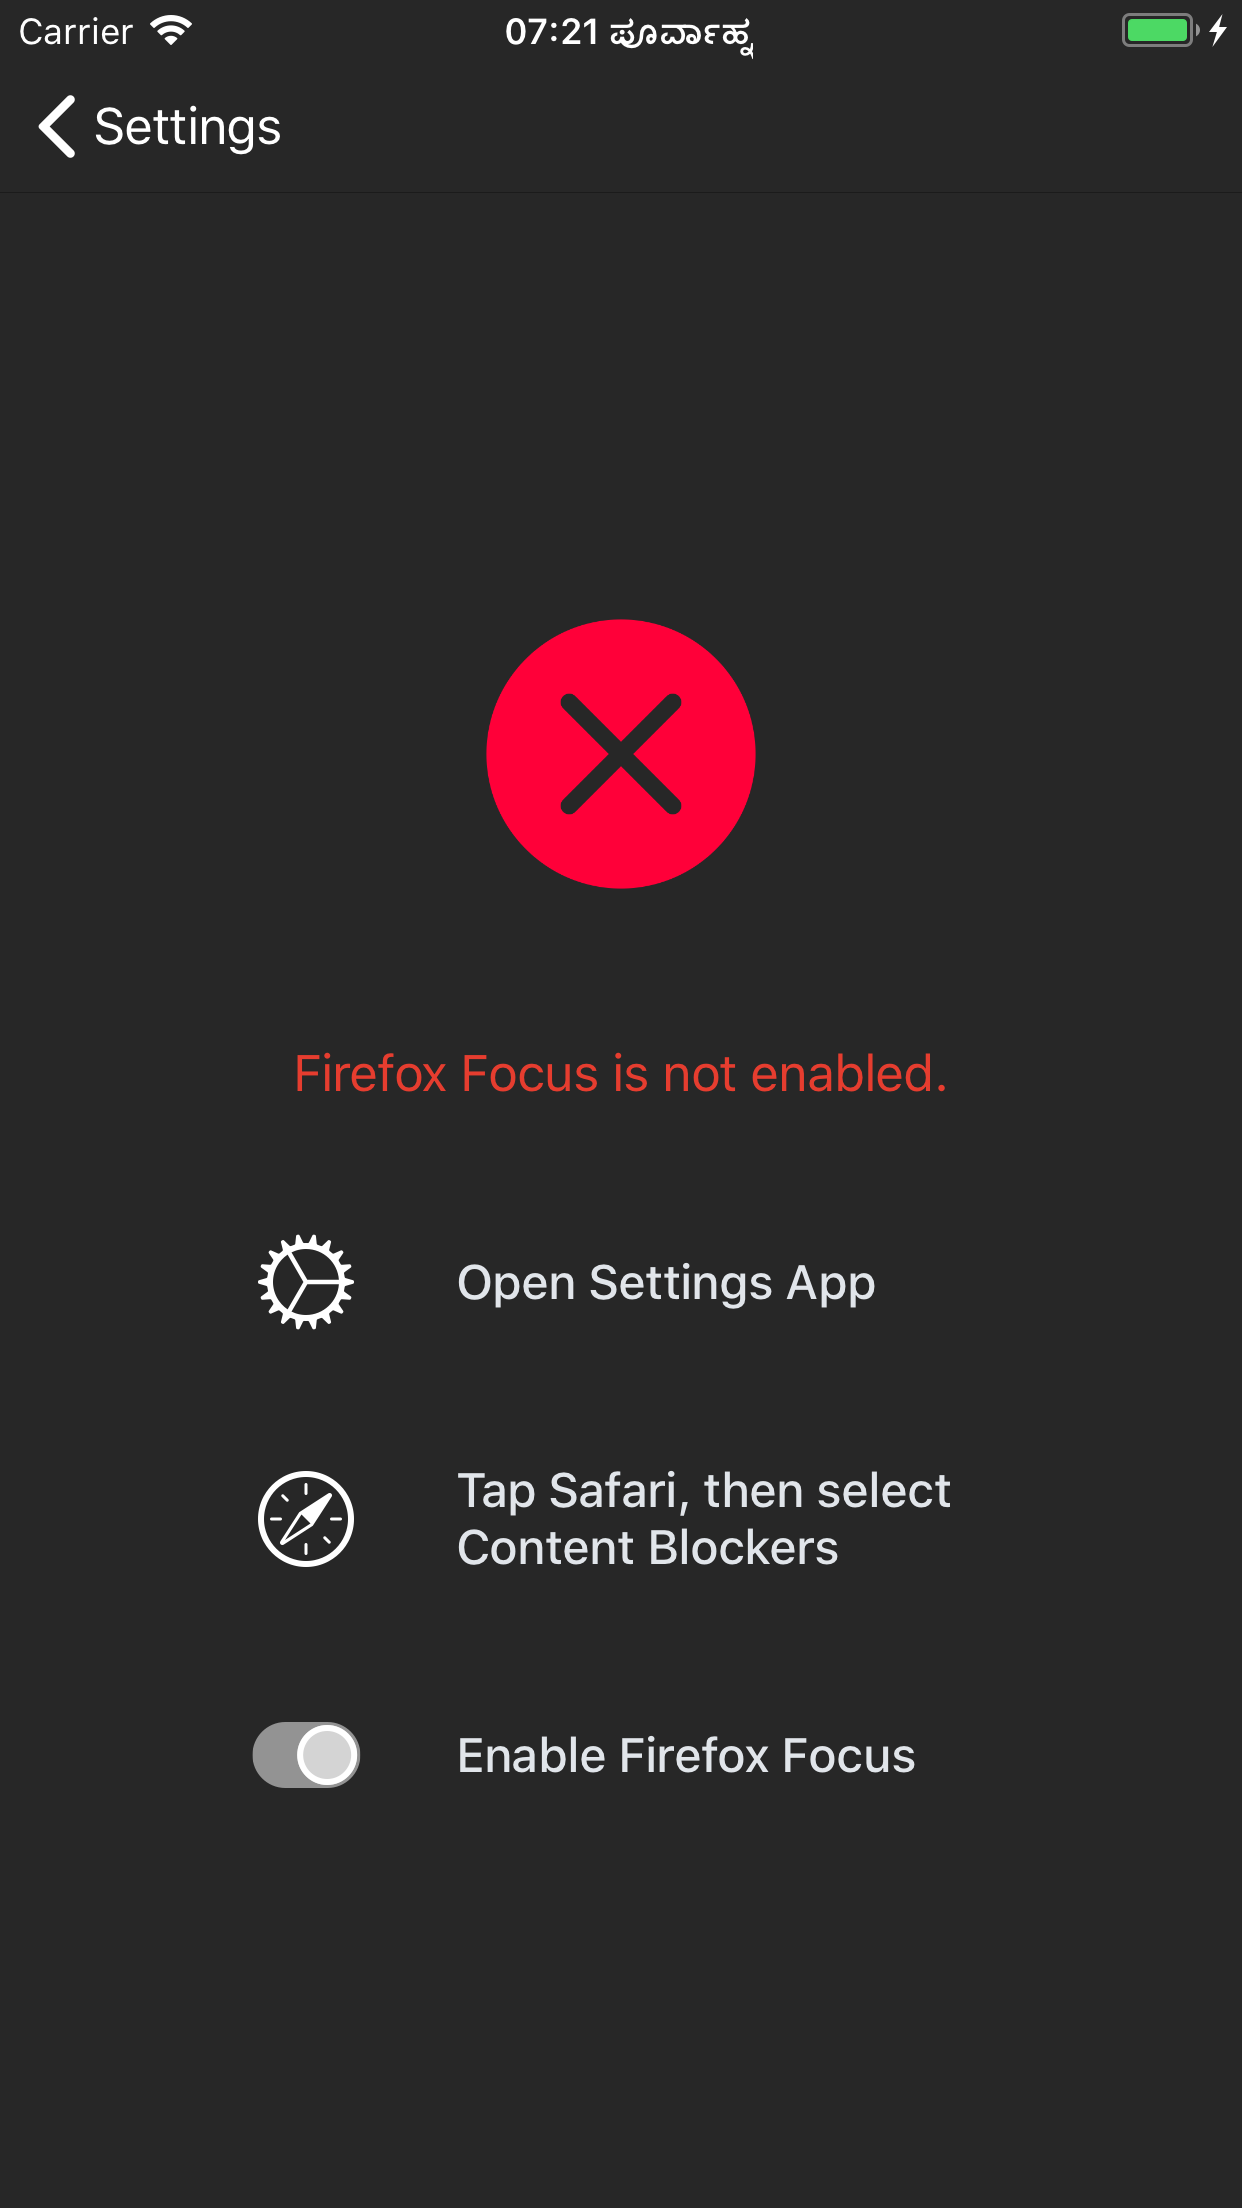 Carrier
07:21 ಪೂರ್ವಾಹ್ನ
Settings
Firefox Focus is not enabled.
Open Settings App
Tap Safari, then select
Content Blockers
Enable Firefox Focus